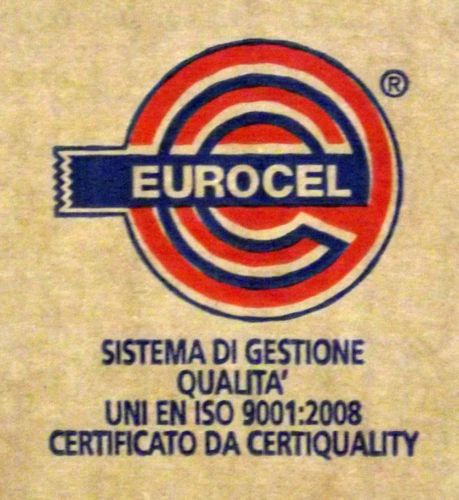 ®
EUROCEL
SISTEMA DI GESTIONE
QUALITA'
UNI EN ISO 9001:2008
CERTIFICATO DA CERTIQUALITY